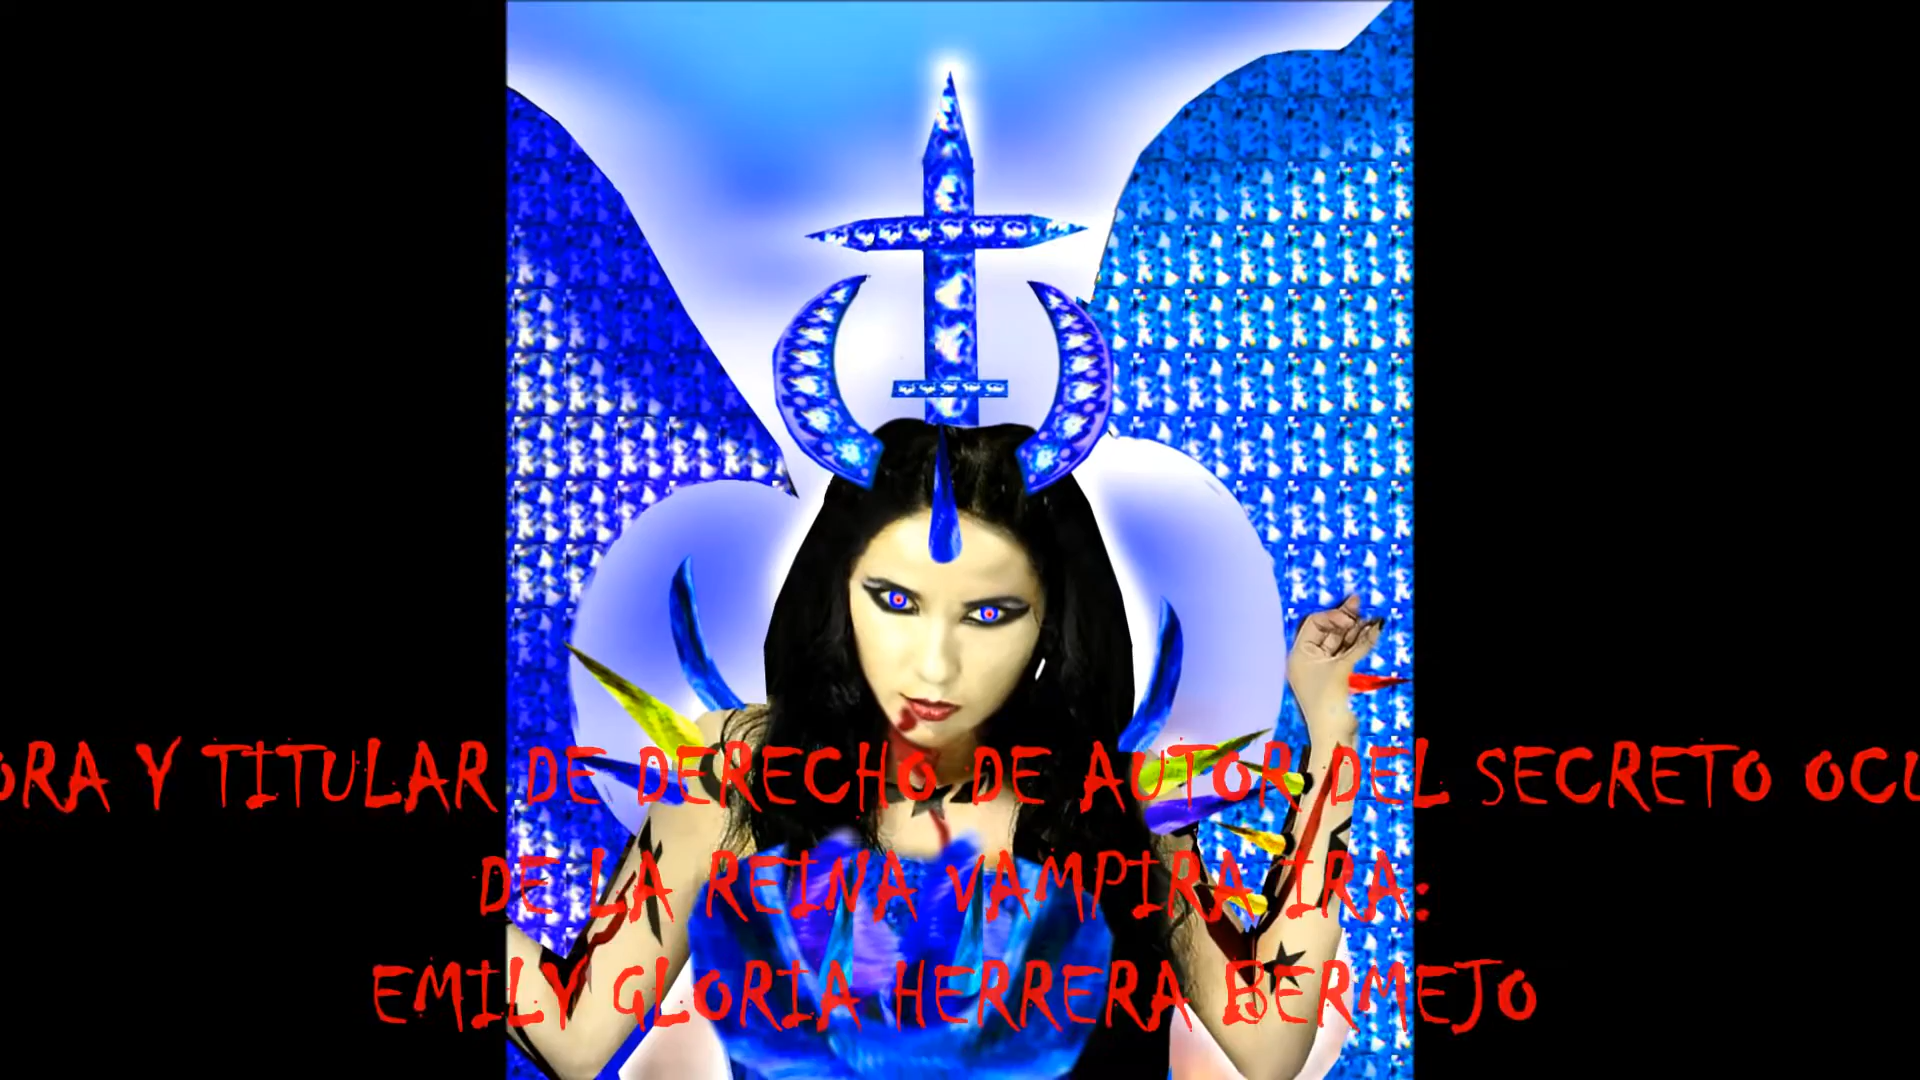 ORA Y TITULAR DE DERECHO DE AUTOR DEL SECRETO OCU
DE LA REINA VAMPIRA IRA:
EMILY GLORIA HERRERA BERMEJO